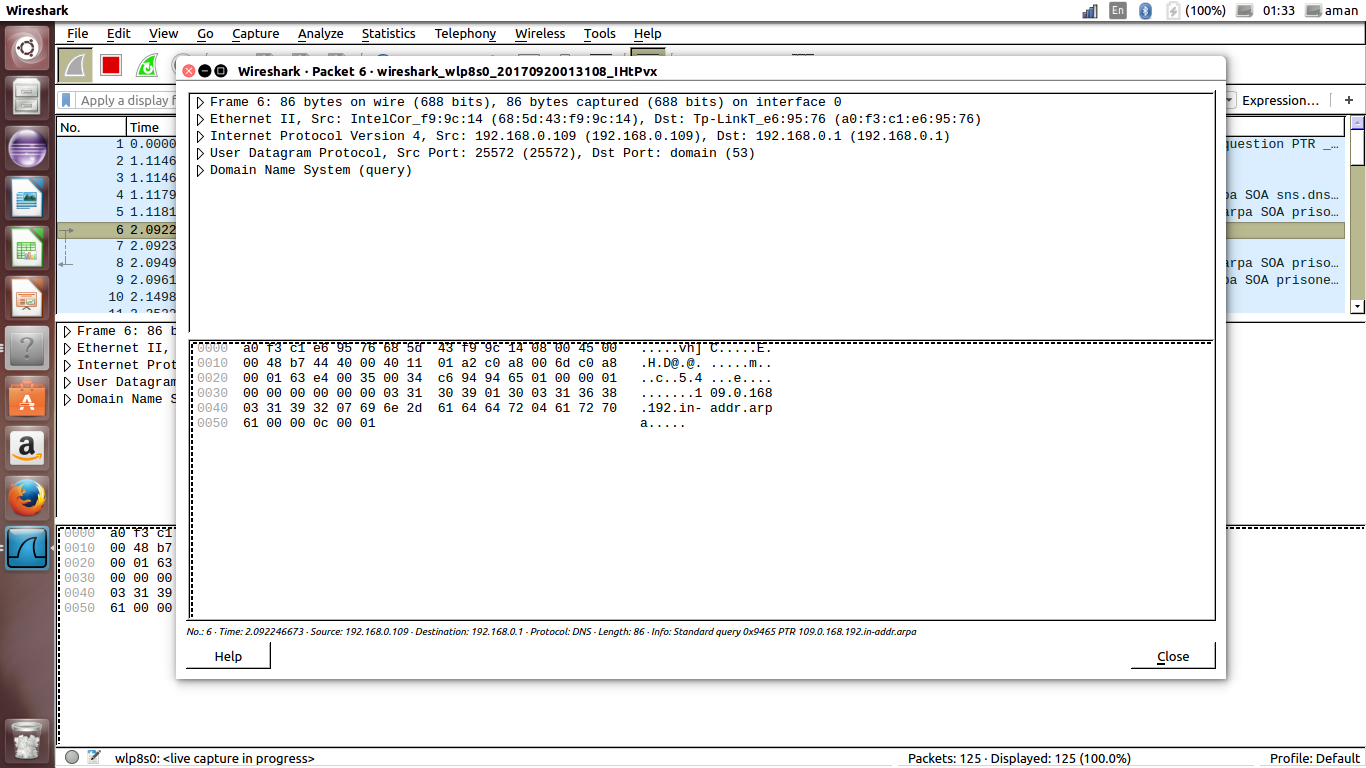 Wireshark
En (100%) 01:33 aman
File Edit View Go Capture Analyze Statistics Telephony Wireless Tools Help
Wireshark · Packet 6 · wireshark_wlp8s0_20170920013108_IHtPvx
Apply a display f
Expression… +
No. Time
1 0.0000
2 1.1146
3 1.1146
4 1.1179
5 1.1181
6 2.0922
7 2.0923
8 2.0949
9 2.0961
10 2.1498
question PTR _…
pa SOA sns.dns…
arpa SOA priso…
arpa SOA priso…
pa SOA prisone…
Frame 6: 86 bytes on wire (688 bits), 86 bytes captured (688 bits) on interface 0
Ethernet II, Src: IntelCor_f9:9c:14 (68:5d:43:f9:9c:14), Dst: Tp-LinkT_e6:95:76 (a0:f3:c1:e6:95:76)
Internet Protocol Version 4, Src: 192.168.0.109 (192.168.0.109), Dst: 192.168.0.1 (192.168.0.1)
User Datagram Protocol, Src Port: 25572 (25572), Dst Port: domain (53)
Domain Name System (query)
Frame 6: 86 b
Ethernet II,
Internet Prot
User Datagram
Domain Name S
0000 a0 f3 c1 e6 95 76 68 5d 43 f9 9c 14 08 00 45 00 .....vh] C.....E.
0010 00 48 b7 44 40 00 40 11 01 a2 c0 a8 00 6d c0 a8 .H.D@.@. .....m..
0020 00 01 63 e4 00 35 00 34 c6 94 94 65 01 00 00 01 ..c..5.4 ...e....
0030 00 00 00 00 00 00 03 31 30 39 01 30 03 31 36 38 .......1 09.0.168
0040 03 31 39 32 07 69 6e 2d 61 64 64 72 04 61 72 70 .192.in- addr.arp
0050 61 00 00 0c 00 01 a.....
0000 a0 f3 c1
0010 00 48 b7
0020 00 01 63
0030 00 00 00
0040 03 31 39
0050 61 00 00
No.: 6 · Time: 2.092246673 · Source: 192.168.0.109 · Destination: 192.168.0.1 · Protocol: DNS · Length: 86 · Info: Standard query 0x9465 PTR 109.0.168.192.in-addr.arpa
Help Close
wlp8s0: <live capture in progress> Packets: 125 · Displayed: 125 (100.0%) Profile: Default